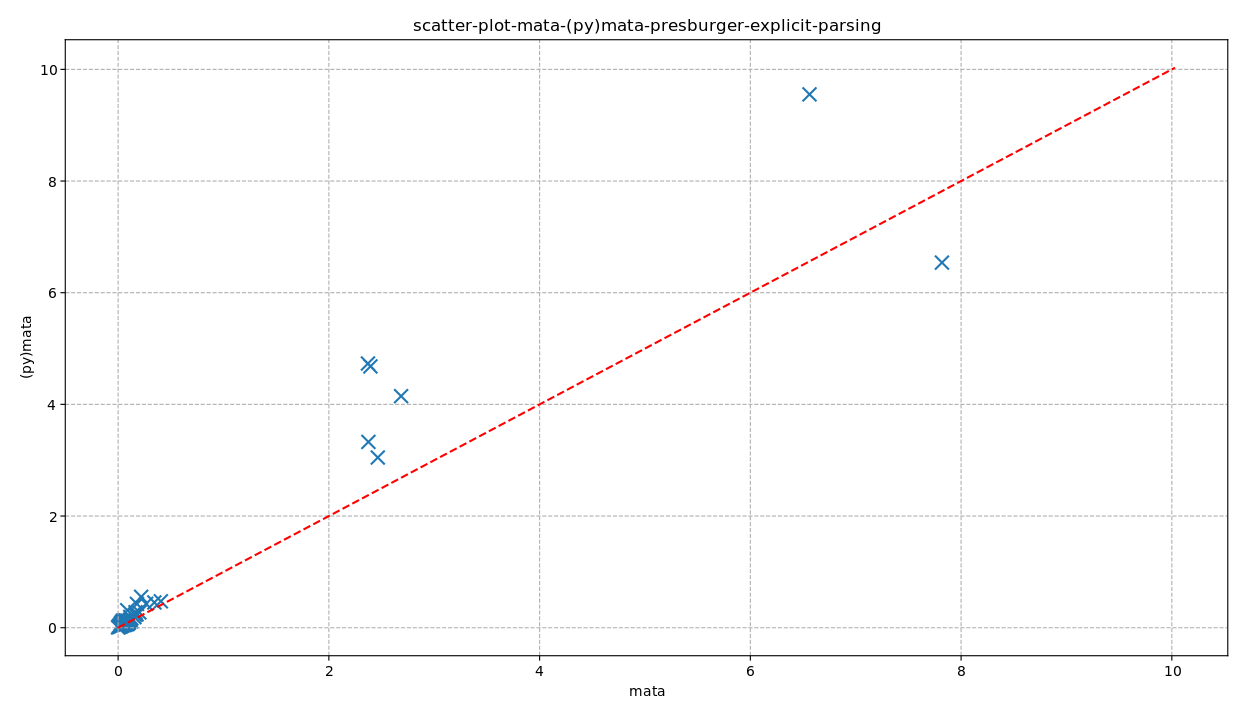 scatter-plot-mata-(py)mata-presburger-explicit-parsing
10
8
6
4
2
0
(py)mata
0 2 4 6 8 10
mata